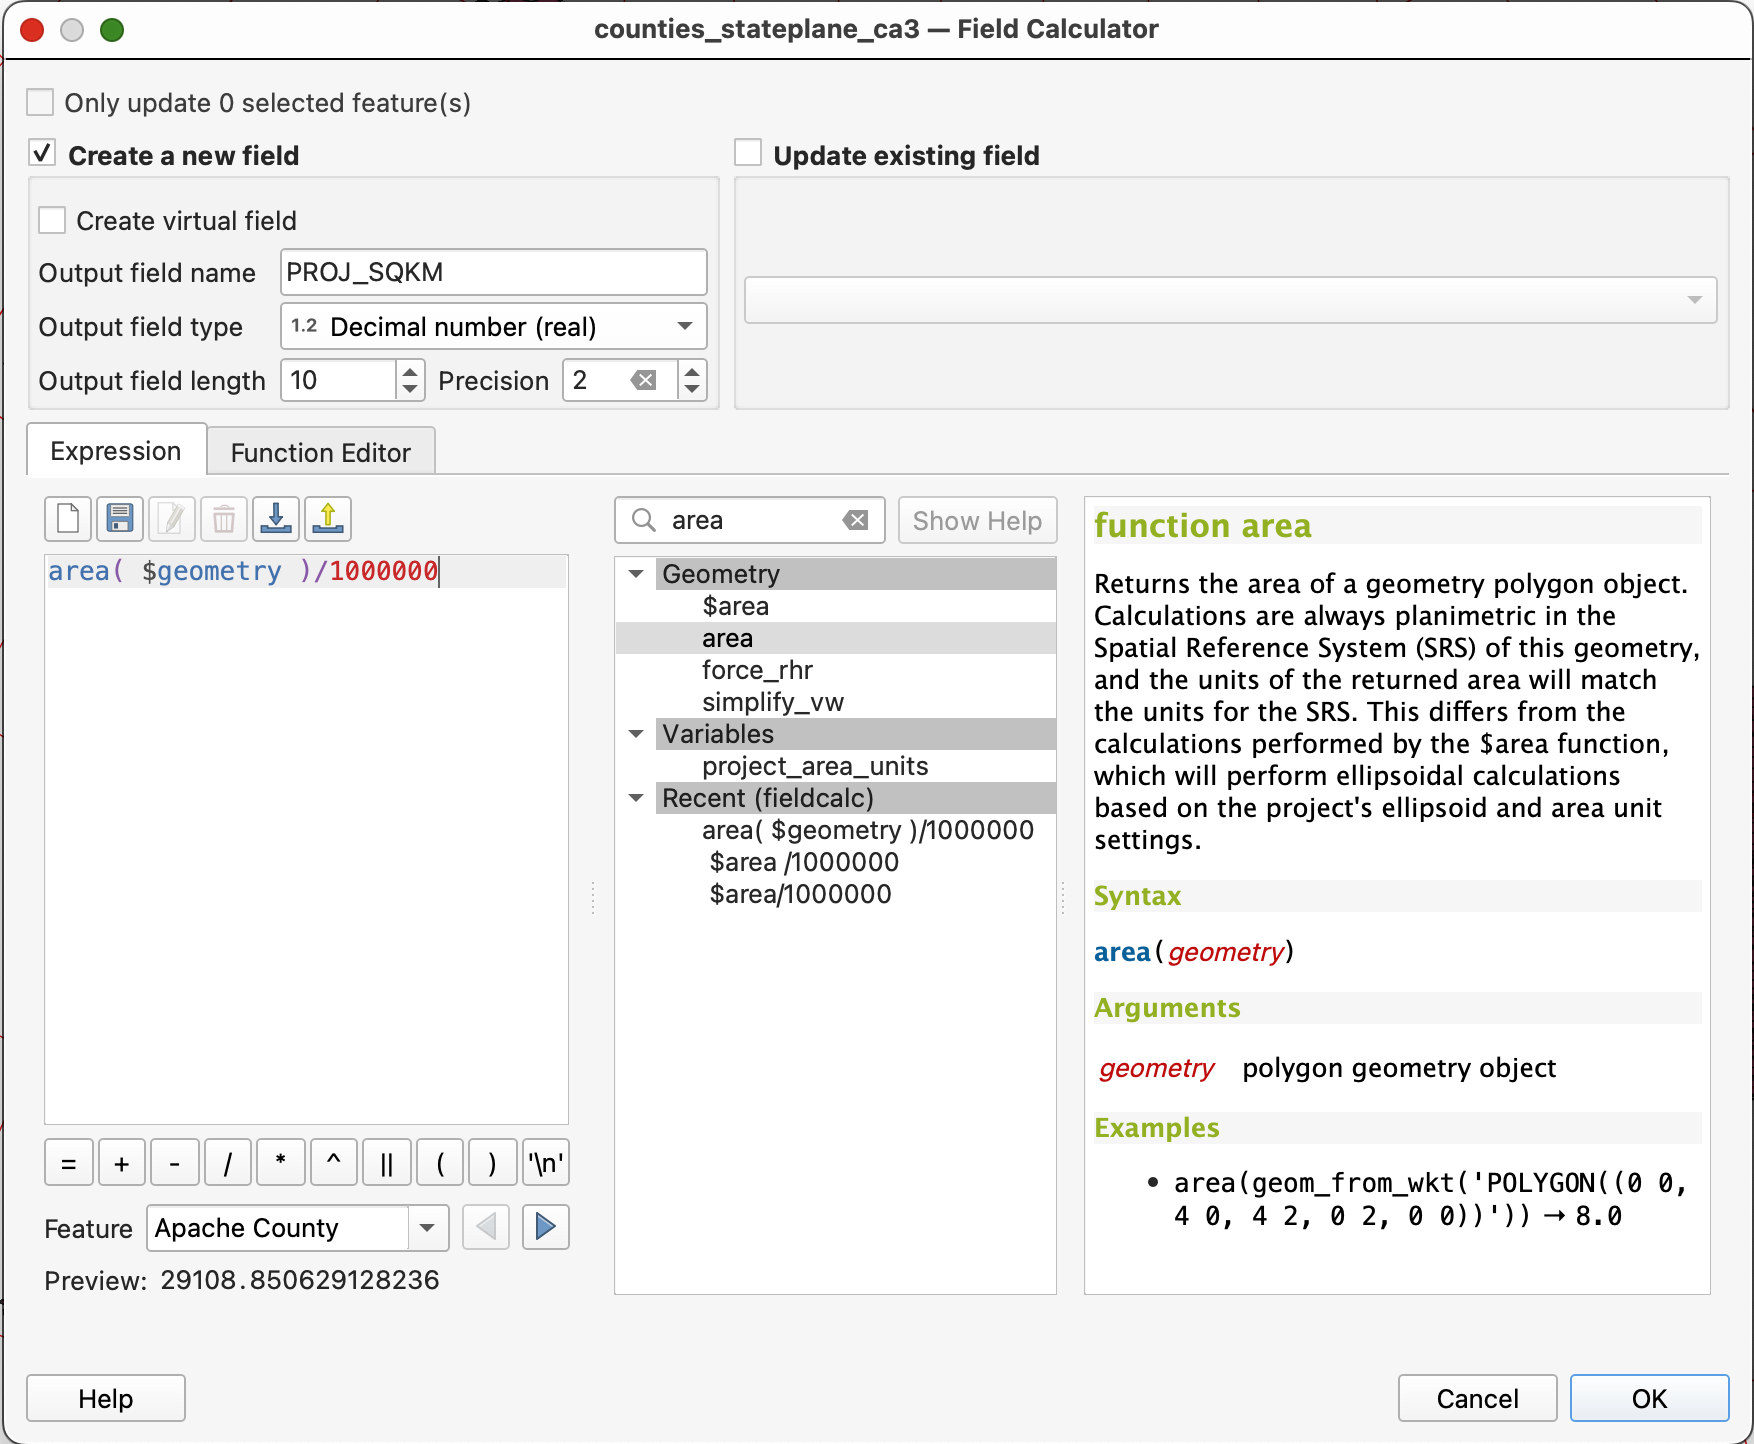 counties_stateplane_ca3 — Field Calculator
Only update 0 selected feature(s)
Create a new field
Update existing field
Create virtual field
Output field name PROJ_SQKM
Output field type 1.2 Decimal number (real)
Output field length 10 Precision 2
Expression Function Editor
area Show Help
area( $geometry )/1000000
Geometry
$area
area
force_rhr
simplify_vw
Variables
project_area_units
Recent (fieldcalc)
area( $geometry )/1000000
$area /1000000
$area/1000000
function area
Returns the area of a geometry polygon object.
Calculations are always planimetric in the
Spatial Reference System (SRS) of this geometry,
and the units of the returned area will match
the units for the SRS. This differs from the
calculations performed by the $area function,
which will perform ellipsoidal calculations
based on the project's ellipsoid and area unit
settings.
Syntax
area(geometry)
Arguments
geometry polygon geometry object
Examples
• area(geom_from_wkt('POLYGON((0 0,
4 0, 4 2, 0 2, 0 0))')) → 8.0
= + - / * ^ || ( ) '\n'
Feature Apache County
Preview: 29108.850629128236
Help Cancel OK